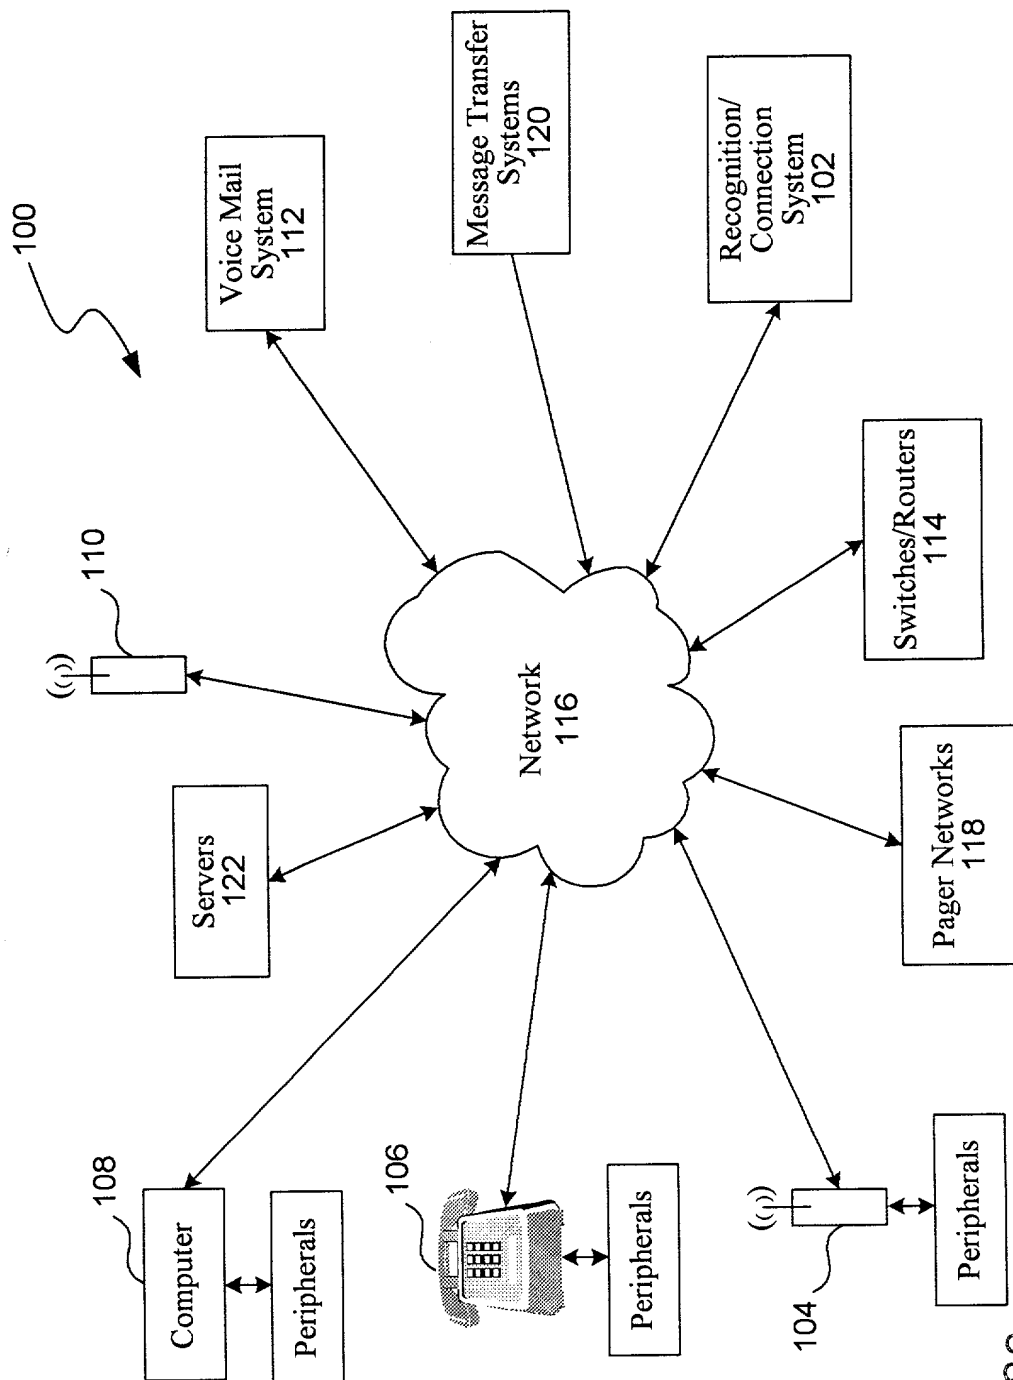 100
110
Servers
122
Voice Mail
System
112
108
Computer
Peripherals
Message Transfer
Systems
120
Network
116
106
Peripherals
Recognition/
Connection
System
102
104
Peripherals
Pager Networks
118
Switches/Routers
114